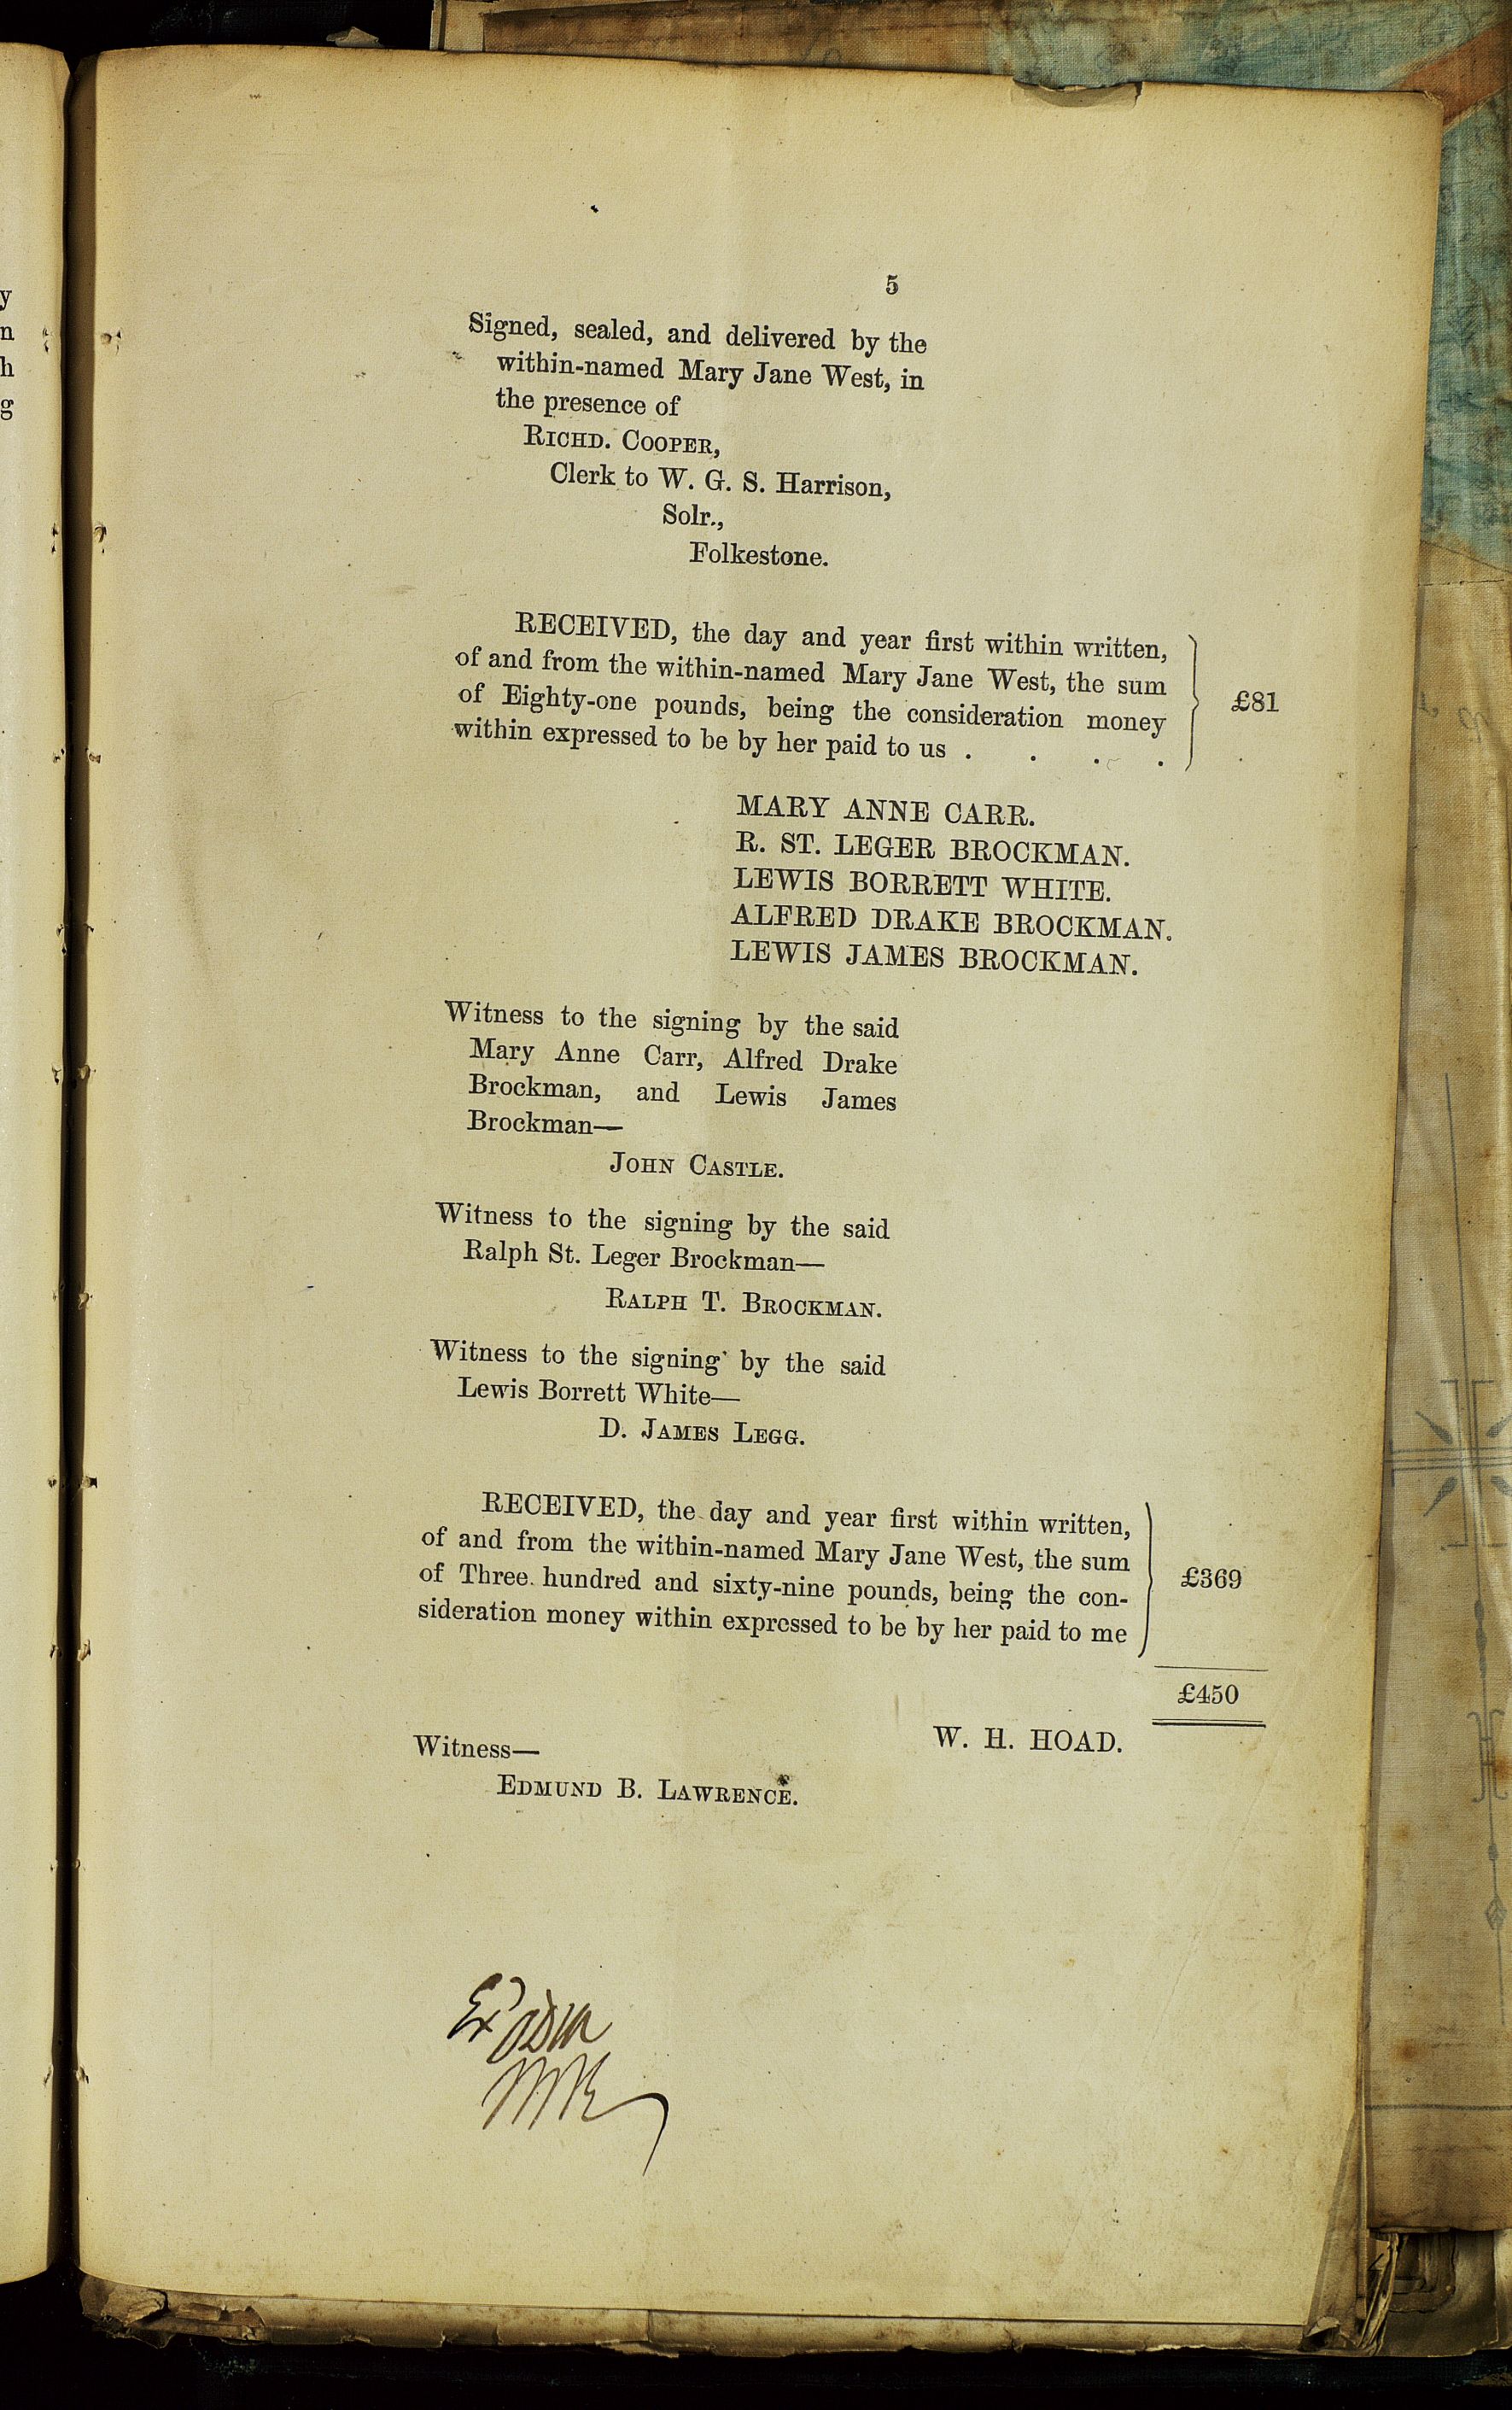 5
Signed, sealed, and delivered by the
within-named Mary Jane West, in
the presence of
RICHD. COOPER,
Clerk to W. G. S. Harrison,
Solr.,
Folkestone.
RECEIVED, the day and year first within written,
of and from the within-named Mary Jane West, the sum
of Eighty-one pounds, being the consideration money
within expressed to be by her paid to us . . . .
£81
MARY ANNE CARR.
R. ST. LEGER BROCKMAN.
LEWIS BORRETT WHITE.
ALFRED DRAKE BROCKMAN.
LEWIS JAMES BROCKMAN.
Witness to the signing by the said
Mary Anne Carr, Alfred Drake
Brockman, and Lewis James
Brockman—
JOHN CASTLE.
Witness to the signing by the said
Ralph St. Leger Brockman—
RALPH T. BROCKMAN.
Witness to the signing by the said
Lewis Borrett White—
D. JAMES LEGG.
RECEIVED, the day and year first within written,
of and from the within-named Mary Jane West, the sum
of Three hundred and sixty-nine pounds, being the con-
sideration money within expressed to be by her paid to me
£369
£450
W. H. HOAD.
Witness—
EDMUND B. LAWRENCE.
y
n
h
g